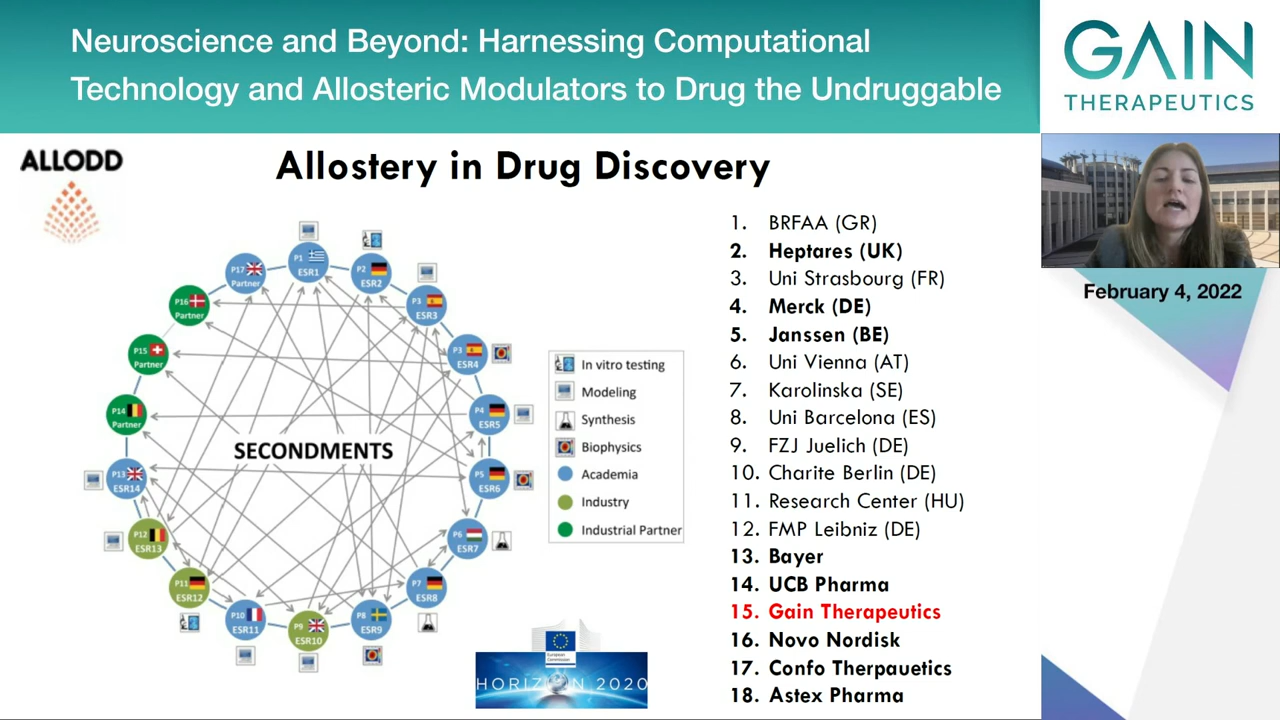 Neuroscience and Beyond: Harnessing Computational
Technology and Allosteric Modulators to Drug the Undruggable
GAIN
THERAPEUTICS
February 4, 2022
ALLODD
Allostery in Drug Discovery
P1
ESR1
P2
ESR2
P3
ESR3
P3
ESR4
P4
ESR5
P5
ESR6
P6
ESR7
P7
ESR8
P8
ESR9
P9
ESR10
P10
ESR11
P11
ESR12
P12
ESR13
P13
ESR14
P14
Partner
P15
Partner
P16
Partner
P17
Partner
SECONDMENTS
In vitro testing
Modeling
Synthesis
Biophysics
Academia
Industry
Industrial Partner
European
Commission
HORIZON 2020
1. BRFAA (GR)
2. Heptares (UK)
3. Uni Strasbourg (FR)
4. Merck (DE)
5. Janssen (BE)
6. Uni Vienna (AT)
7. Karolinska (SE)
8. Uni Barcelona (ES)
9. FZJ Juelich (DE)
10. Charite Berlin (DE)
11. Research Center (HU)
12. FMP Leibniz (DE)
13. Bayer
14. UCB Pharma
15. Gain Therapeutics
16. Novo Nordisk
17. Confo Therpauetics
18. Astex Pharma